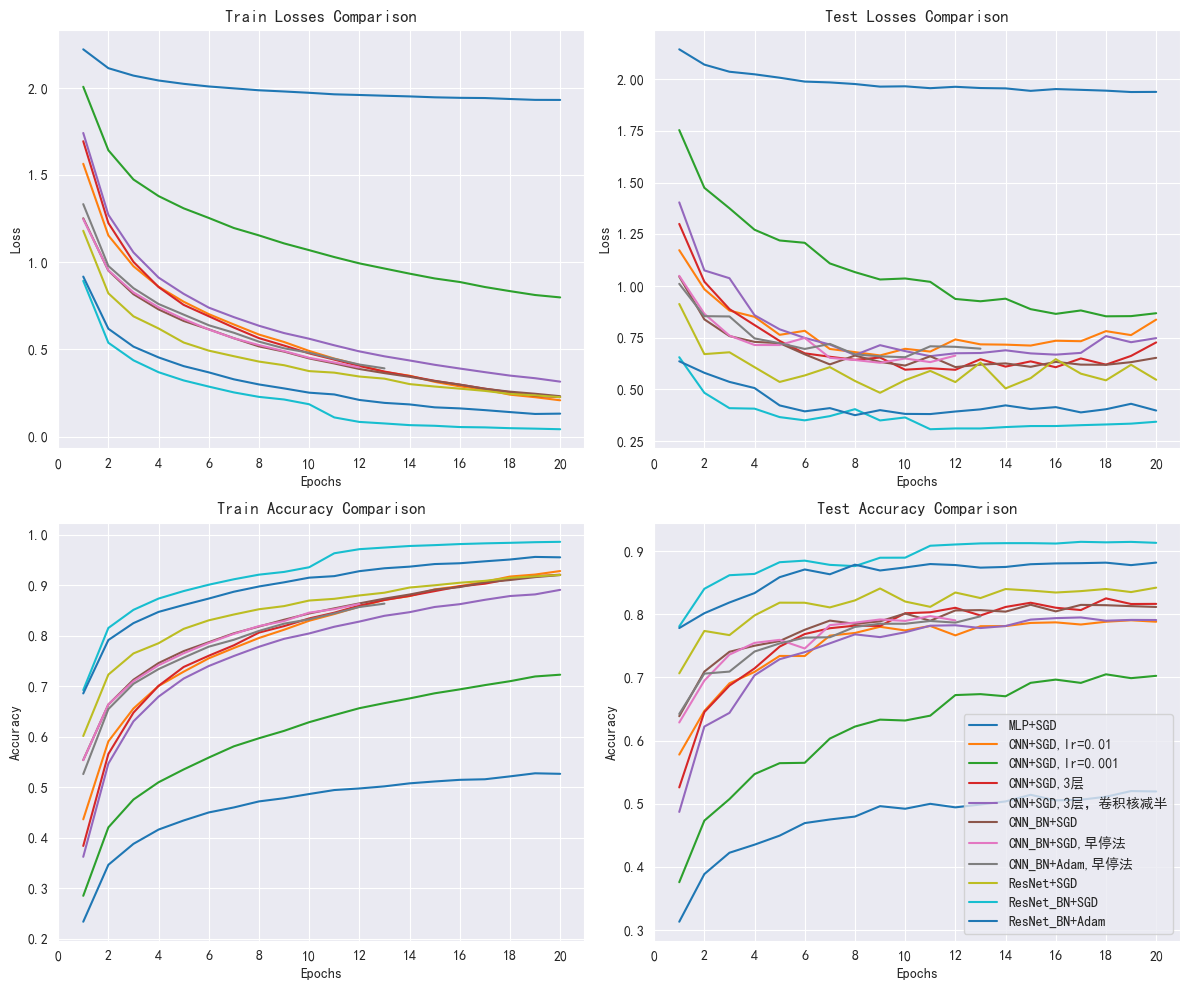 Train Losses Comparison
Loss
2.0
1.5
1.0
0.5
0.0
0 2 4 6 8 10 12 14 16 18 20
Epochs
Test Losses Comparison
Loss
2.00
1.75
1.50
1.25
1.00
0.75
0.50
0.25
0 2 4 6 8 10 12 14 16 18 20
Epochs
Train Accuracy Comparison
Accuracy
1.0
0.9
0.8
0.7
0.6
0.5
0.4
0.3
0.2
0 2 4 6 8 10 12 14 16 18 20
Epochs
Test Accuracy Comparison
Accuracy
0.9
0.8
0.7
0.6
0.5
0.4
0.3
0 2 4 6 8 10 12 14 16 18 20
Epochs
MLP+SGD
CNN+SGD,lr=0.01
CNN+SGD,lr=0.001
CNN+SGD,3层
CNN+SGD,3层，卷积核减半
CNN_BN+SGD
CNN_BN+SGD,早停法
CNN_BN+Adam,早停法
ResNet+SGD
ResNet_BN+SGD
ResNet_BN+Adam